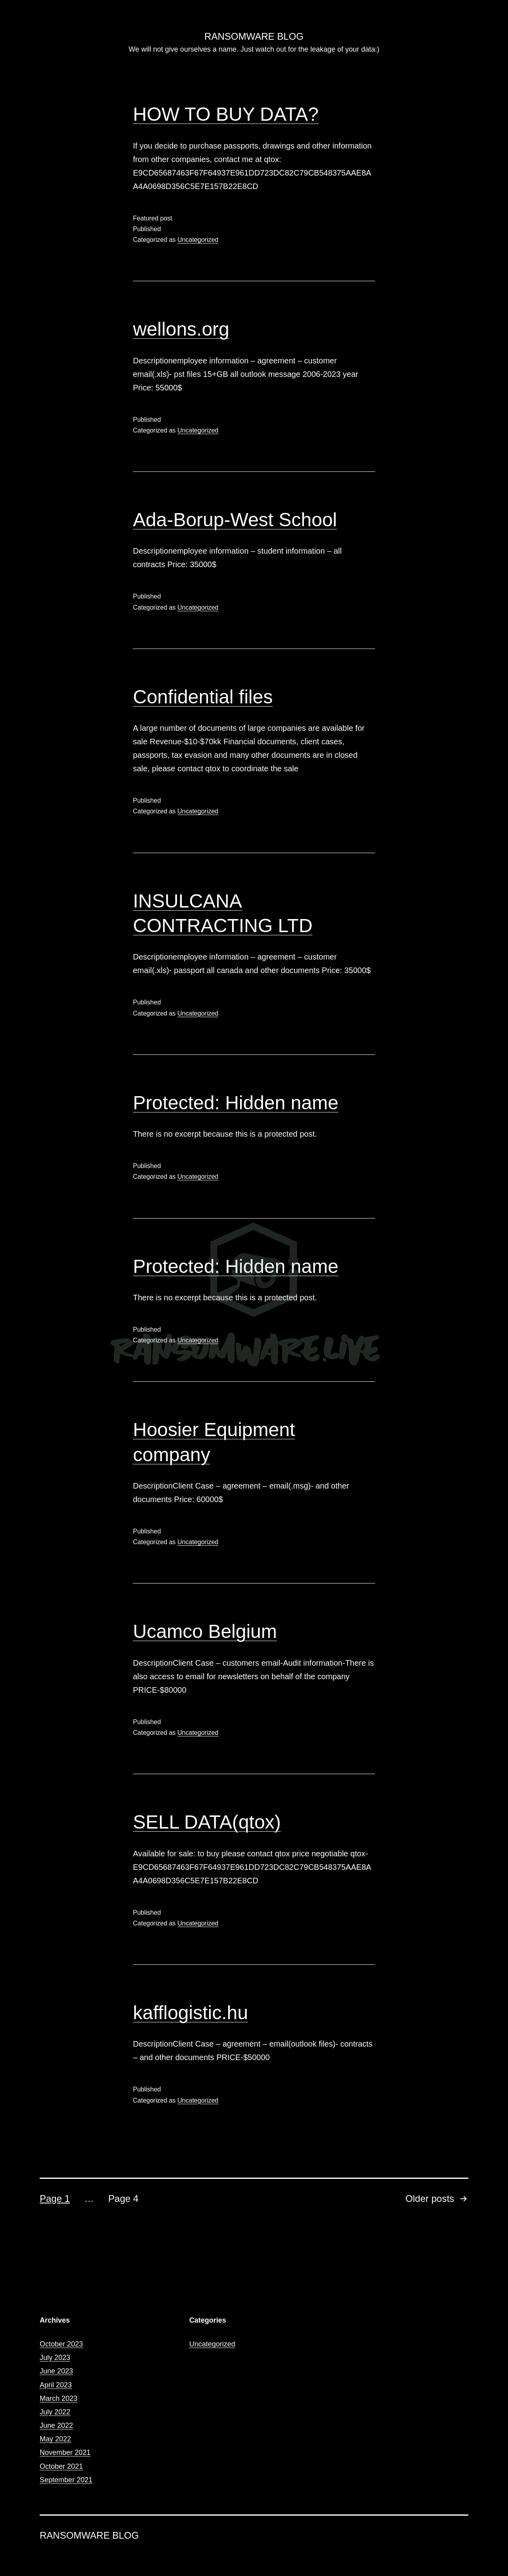 RANSOMWARE BLOG
We will not give ourselves a name. Just watch out for the leakage of your data:)
HOW TO BUY DATA?
If you decide to purchase passports, drawings and other information
from other companies, contact me at qtox:
E9CD65687463F67F64937E961DD723DC82C79CB548375AAE8A
A4A0698D356C5E7E157B22E8CD
Featured post
Published
Categorized as Uncategorized
wellons.org
Descriptionemployee information – agreement – customer
email(.xls)- pst files 15+GB all outlook message 2006-2023 year
Price: 55000$
Published
Categorized as Uncategorized
Ada-Borup-West School
Descriptionemployee information – student information – all
contracts Price: 35000$
Published
Categorized as Uncategorized
Confidential files
A large number of documents of large companies are available for
sale Revenue-$10-$70kk Financial documents, client cases,
passports, tax evasion and many other documents are in closed
sale, please contact qtox to coordinate the sale
Published
Categorized as Uncategorized
INSULCANA
CONTRACTING LTD
Descriptionemployee information – agreement – customer
email(.xls)- passport all canada and other documents Price: 35000$
Published
Categorized as Uncategorized
Protected: Hidden name
There is no excerpt because this is a protected post.
Published
Categorized as Uncategorized
Protected: Hidden name
There is no excerpt because this is a protected post.
Published
Categorized as Uncategorized
RANSOMWARE.LIVE
Hoosier Equipment
company
DescriptionClient Case – agreement – email(.msg)- and other
documents Price: 60000$
Published
Categorized as Uncategorized
Ucamco Belgium
DescriptionClient Case – customers email-Audit information-There is
also access to email for newsletters on behalf of the company
PRICE-$80000
Published
Categorized as Uncategorized
SELL DATA(qtox)
Available for sale: to buy please contact qtox price negotiable qtox-
E9CD65687463F67F64937E961DD723DC82C79CB548375AAE8A
A4A0698D356C5E7E157B22E8CD
Published
Categorized as Uncategorized
kafflogistic.hu
DescriptionClient Case – agreement – email(outlook files)- contracts
– and other documents PRICE-$50000
Published
Categorized as Uncategorized
Page 1 … Page 4 Older posts →
Archives
October 2023
July 2023
June 2023
April 2023
March 2023
July 2022
June 2022
May 2022
November 2021
October 2021
September 2021
Categories
Uncategorized
RANSOMWARE BLOG